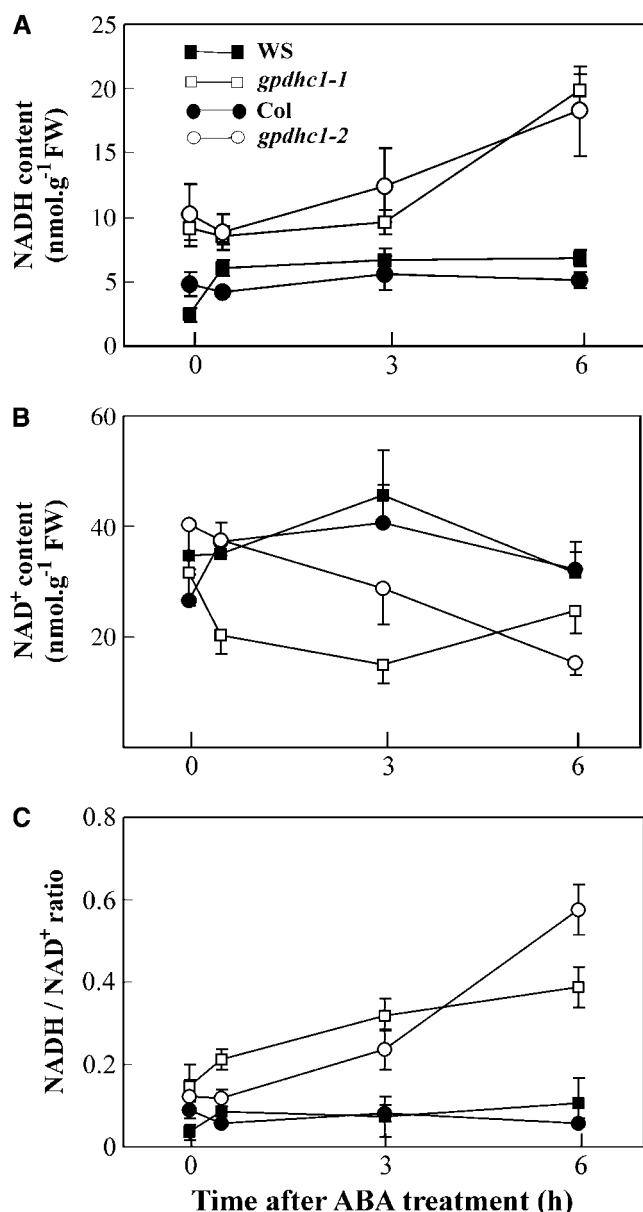 A
NADH content
(nmol.g-1 FW)
25
20
15
10
5
0
WS
gpdhc1-1
Col
gpdhc1-2
0 3 6
B
NAD+ content
(nmol.g-1 FW)
60
40
20
0 3 6
C
NADH / NAD+ ratio
0.8
0.6
0.4
0.2
0
0 3 6
Time after ABA treatment (h)